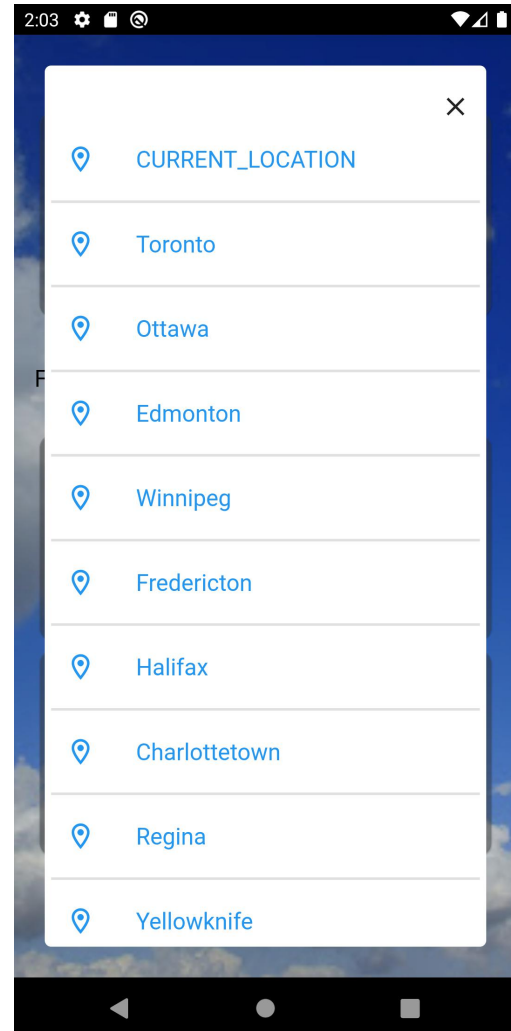 2:03
CURRENT_LOCATION
Toronto
Ottawa
F
Edmonton
Winnipeg
Fredericton
Halifax
Charlottetown
Regina
Yellowknife